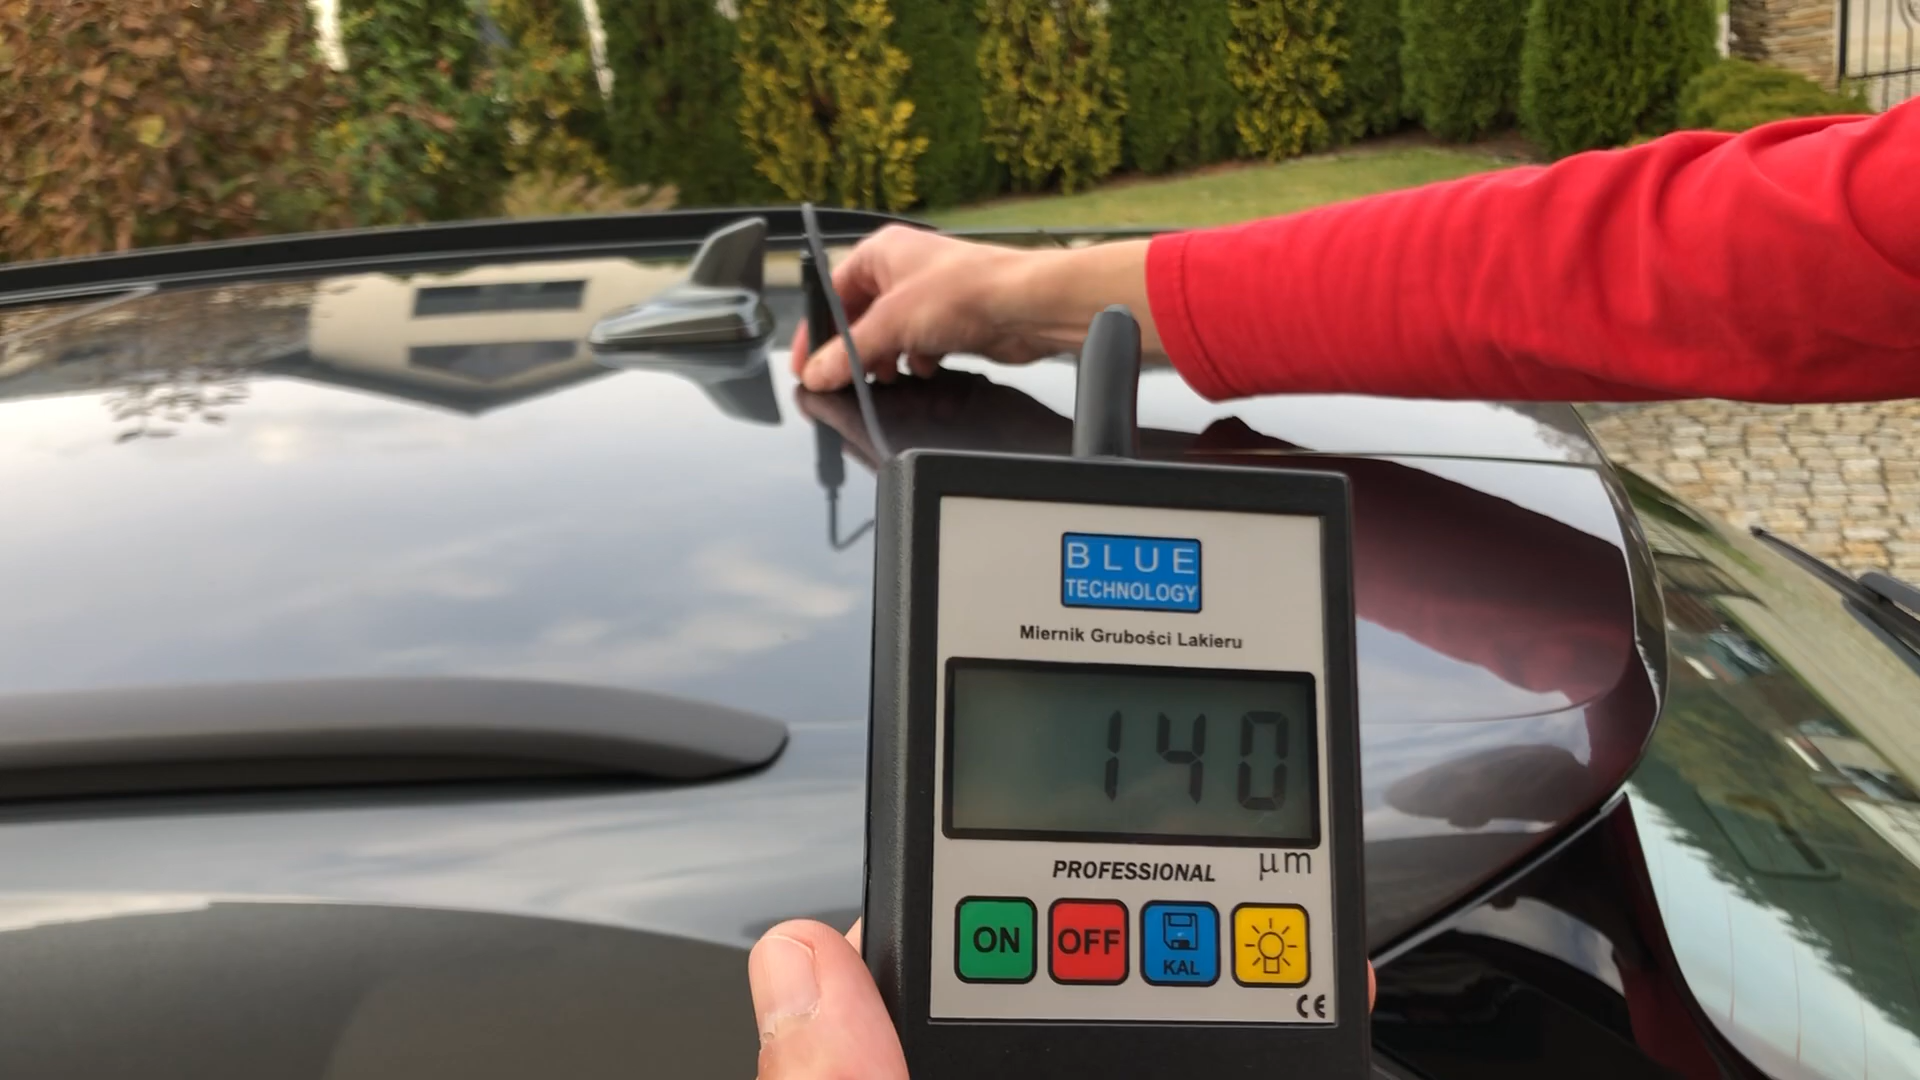 BLUE
TECHNOLOGY
Miernik Grubości Lakieru
140
PROFESSIONAL µm
ON OFF KAL
CE